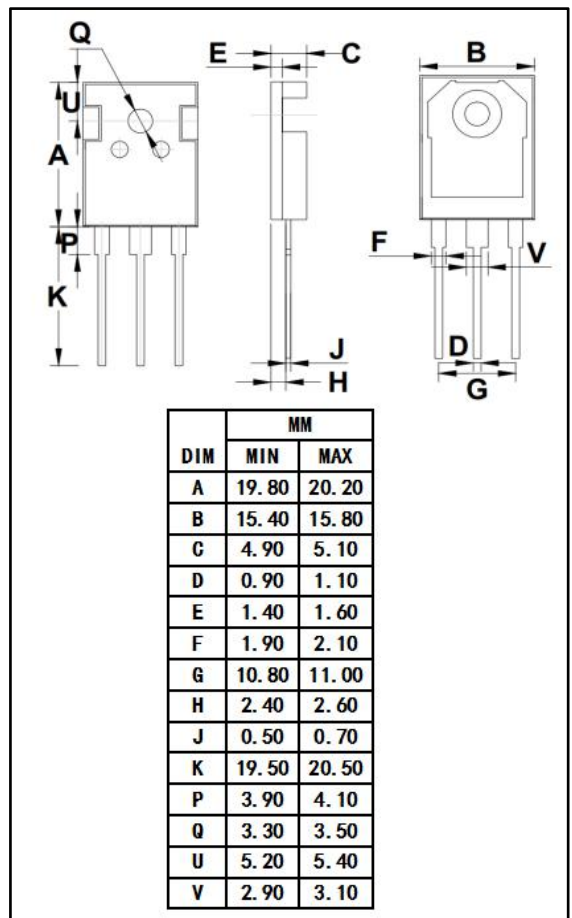 Q
E C
B
U
A
P
K
F V
D
J
H
G
MM
DIM MIN MAX
A 19.80 20.20
B 15.40 15.80
C 4.90 5.10
D 0.90 1.10
E 1.40 1.60
F 1.90 2.10
G 10.80 11.00
H 2.40 2.60
J 0.50 0.70
K 19.50 20.50
P 3.90 4.10
Q 3.30 3.50
U 5.20 5.40
V 2.90 3.10